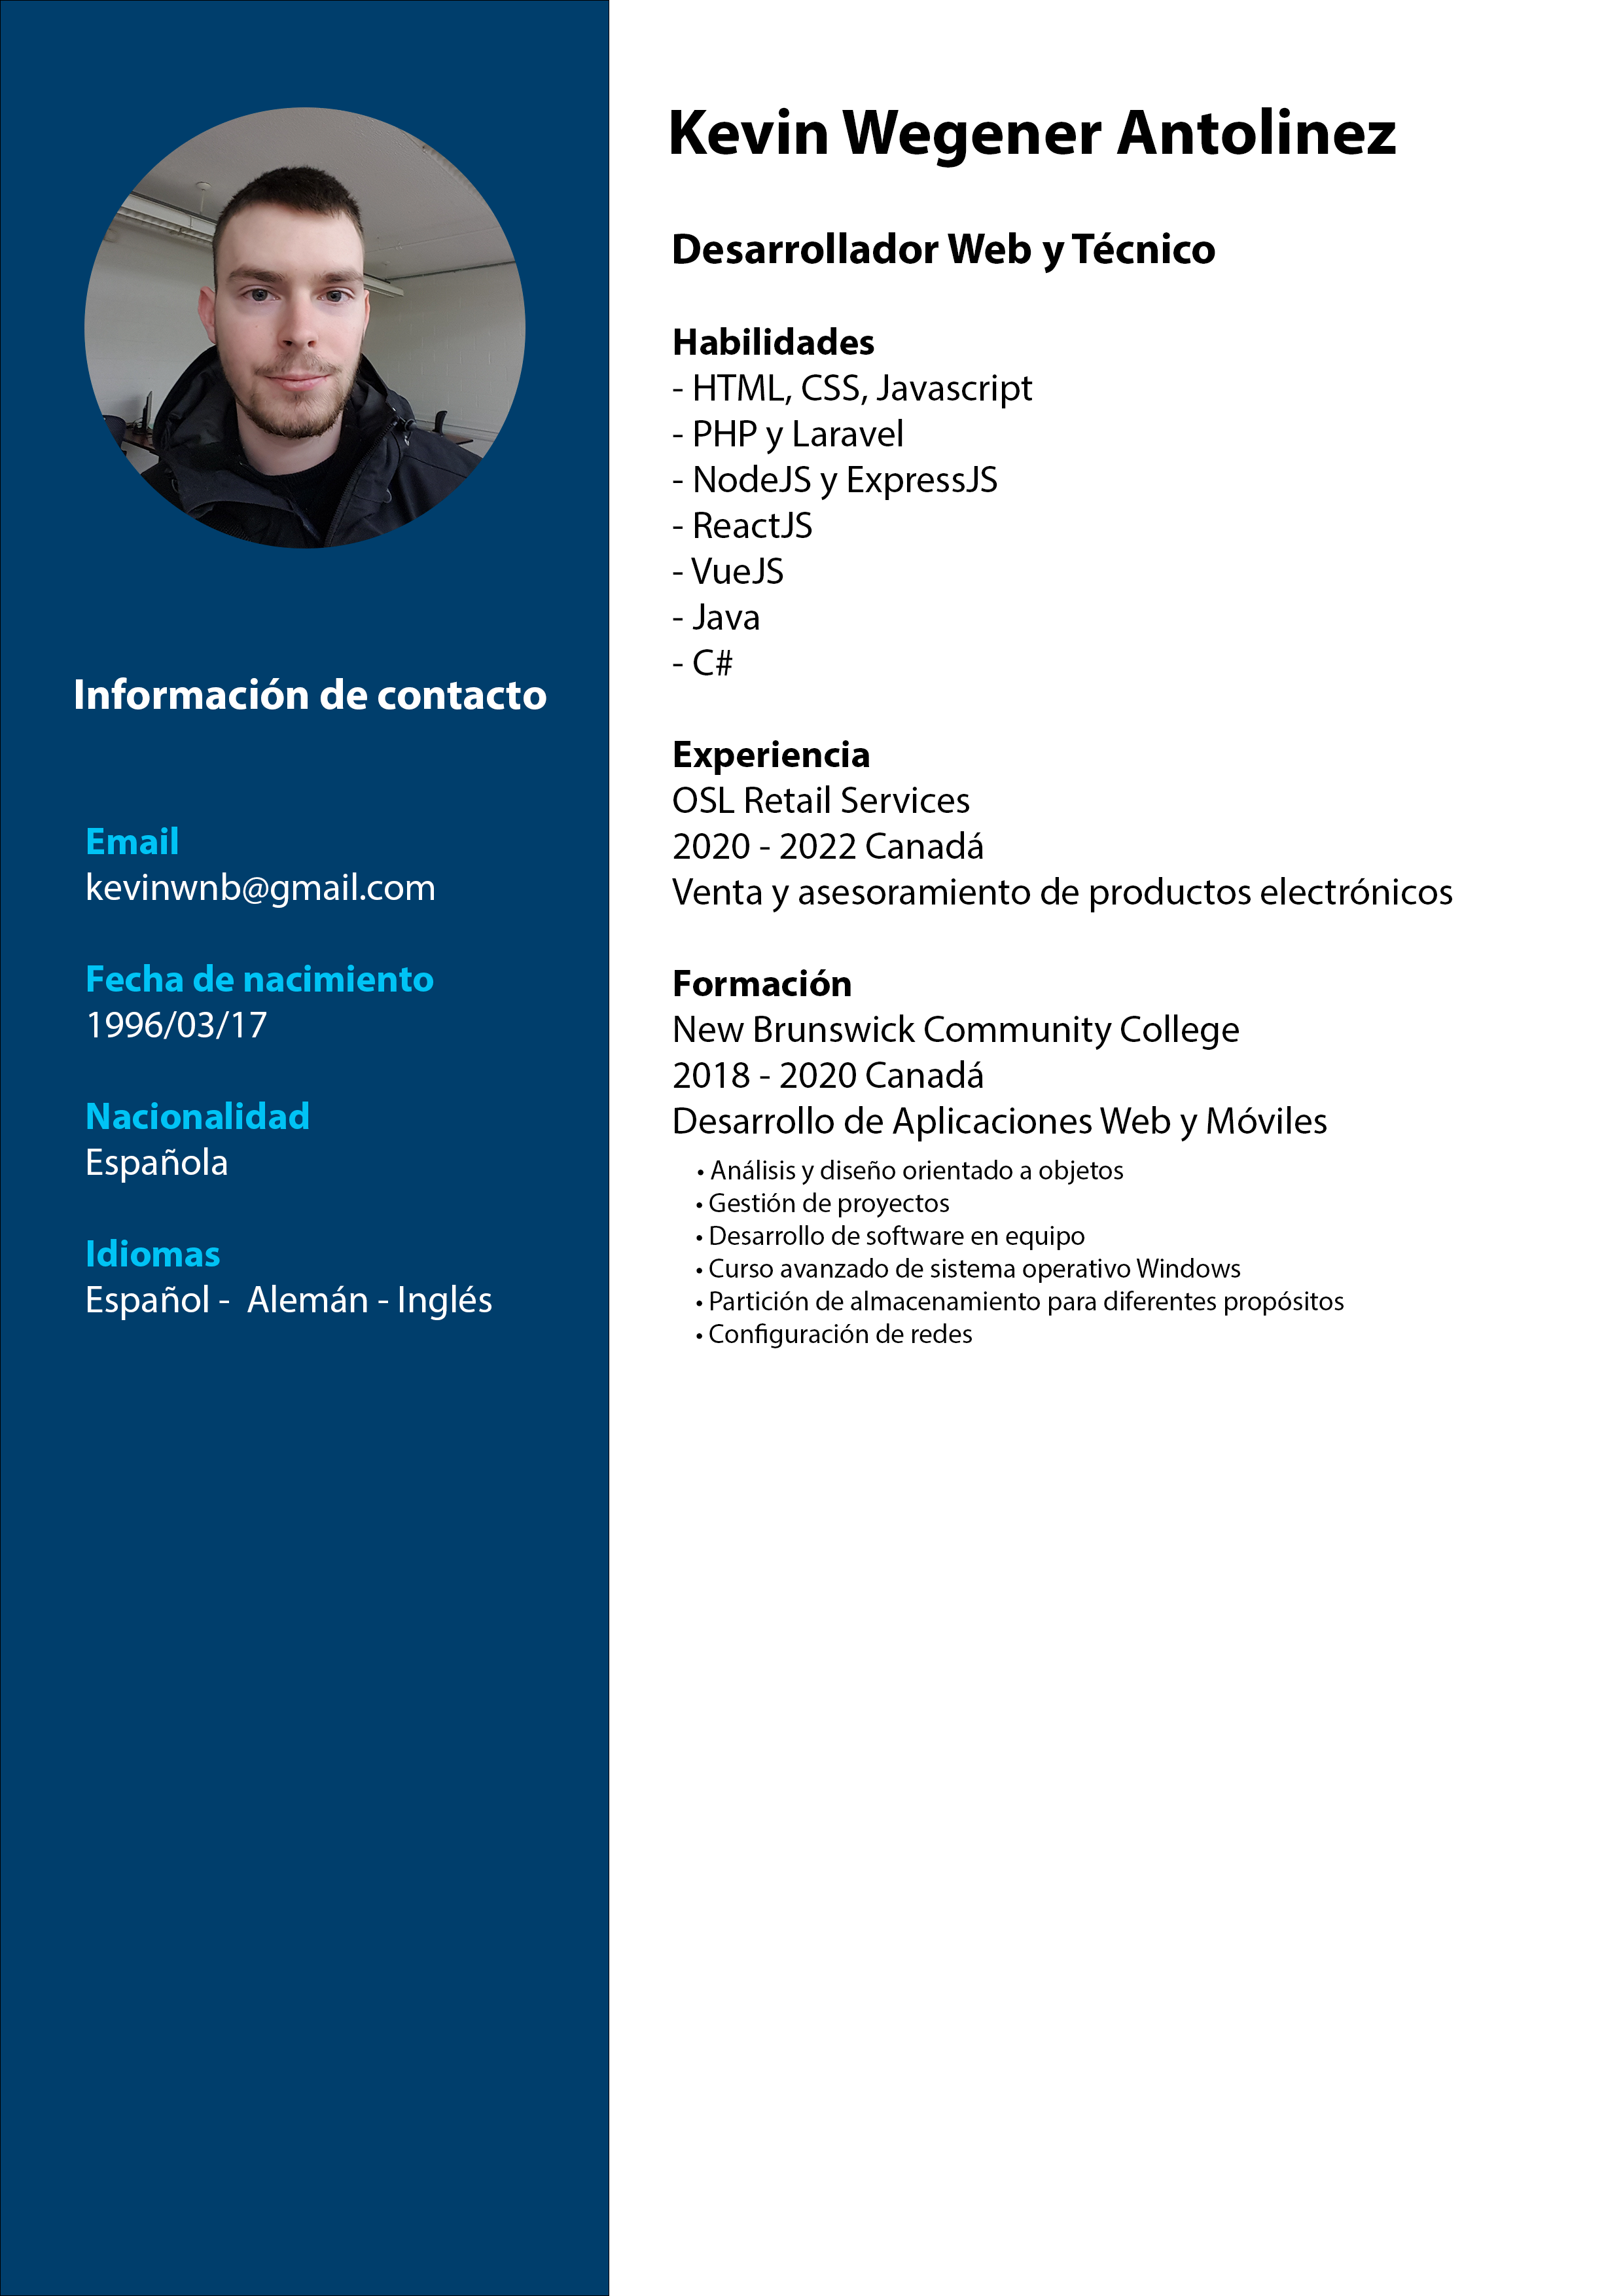 Kevin Wegener Antolinez
Desarrollador Web y Técnico
Habilidades
- HTML, CSS, Javascript
- PHP y Laravel
- NodeJS y ExpressJS
- ReactJS
- VueJS
- Java
- C#
Experiencia
OSL Retail Services
2020 - 2022 Canadá
Venta y asesoramiento de productos electrónicos
Formación
New Brunswick Community College
2018 - 2020 Canadá
Desarrollo de Aplicaciones Web y Móviles
• Análisis y diseño orientado a objetos
• Gestión de proyectos
• Desarrollo de software en equipo
• Curso avanzado de sistema operativo Windows
• Partición de almacenamiento para diferentes propósitos
• Configuración de redes
Información de contacto
Email
kevinwnb@gmail.com
Fecha de nacimiento
1996/03/17
Nacionalidad
Española
Idiomas
Español -  Alemán - Inglés